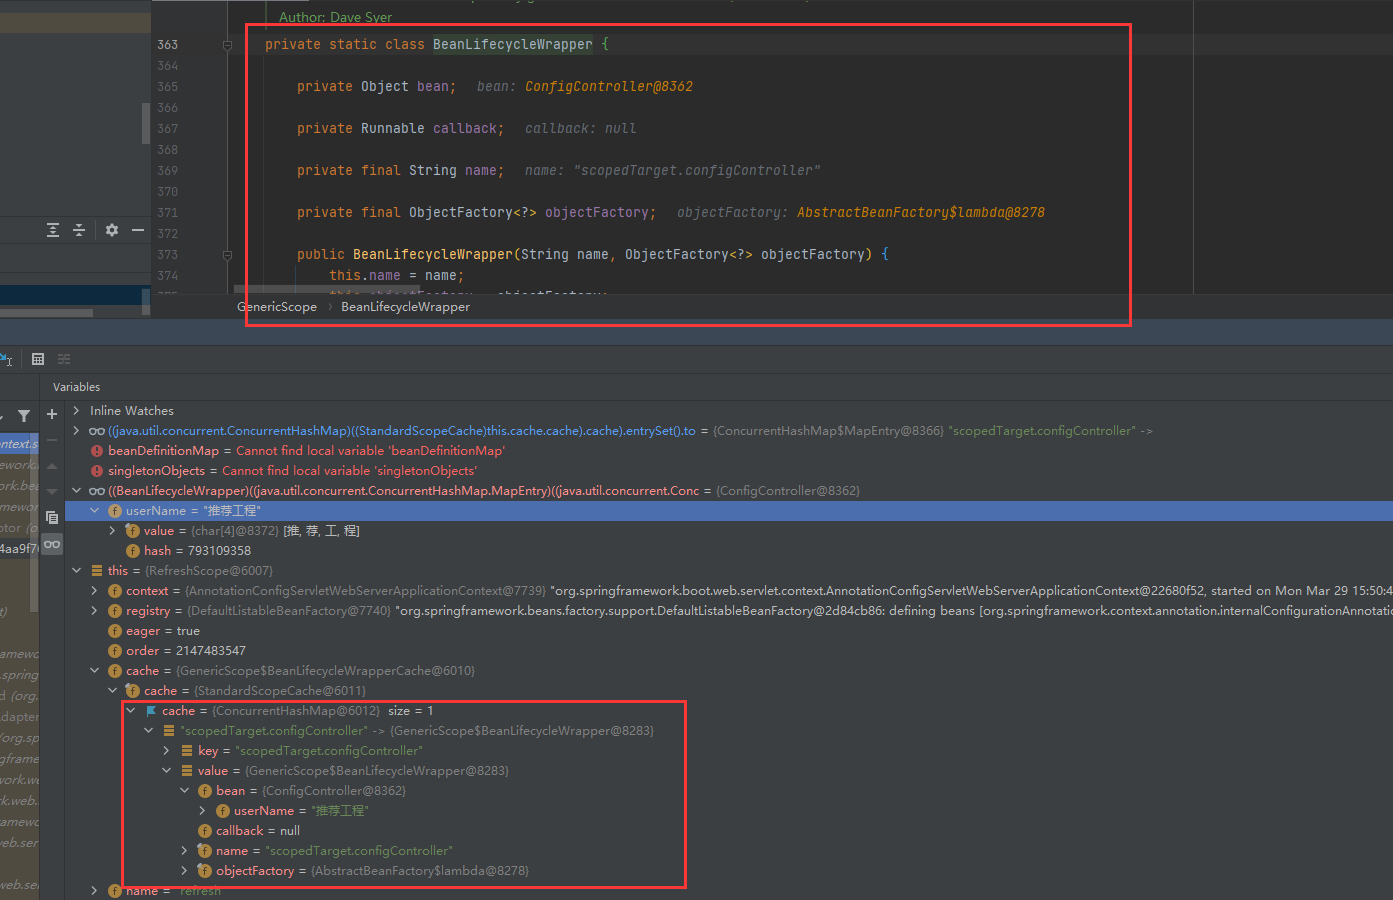 Author: Dave Syer
363 private static class BeanLifecycleWrapper {
364
365 private Object bean; bean: ConfigController@8362
366
367 private Runnable callback; callback: null
368
369 private final String name; name: "scopedTarget.configController"
370
371 private final ObjectFactory<?> objectFactory; objectFactory: AbstractBeanFactory$lambda@8278
372
373 public BeanLifecycleWrapper(String name, ObjectFactory<?> objectFactory) {
374 this.name = name;
GenericScope › BeanLifecycleWrapper
Variables
Inline Watches
((java.util.concurrent.ConcurrentHashMap)((StandardScopeCache)this.cache.cache).cache).entrySet().to = {ConcurrentHashMap$MapEntry@8366} "scopedTarget.configController" ->
beanDefinitionMap = Cannot find local variable 'beanDefinitionMap'
singletonObjects = Cannot find local variable 'singletonObjects'
((BeanLifecycleWrapper)((java.util.concurrent.ConcurrentHashMap.MapEntry)((java.util.concurrent.Conc = {ConfigController@8362}
userName = "推荐工程"
value = {char[4]@8372} [推, 荐, 工, 程]
hash = 793109358
this = {RefreshScope@6007}
context = {AnnotationConfigServletWebServerApplicationContext@7739} "org.springframework.boot.web.servlet.context.AnnotationConfigServletWebServerApplicationContext@22680f52, started on Mon Mar 29 15:50:4
registry = {DefaultListableBeanFactory@7740} "org.springframework.beans.factory.support.DefaultListableBeanFactory@2d84cb86: defining beans [org.springframework.context.annotation.internalConfigurationAnnotatio
eager = true
order = 2147483547
cache = {GenericScope$BeanLifecycleWrapperCache@6010}
cache = {StandardScopeCache@6011}
cache = {ConcurrentHashMap@6012} size = 1
"scopedTarget.configController" -> {GenericScope$BeanLifecycleWrapper@8283}
key = "scopedTarget.configController"
value = {GenericScope$BeanLifecycleWrapper@8283}
bean = {ConfigController@8362}
userName = "推荐工程"
callback = null
name = "scopedTarget.configController"
objectFactory = {AbstractBeanFactory$lambda@8278}
name = "refresh"